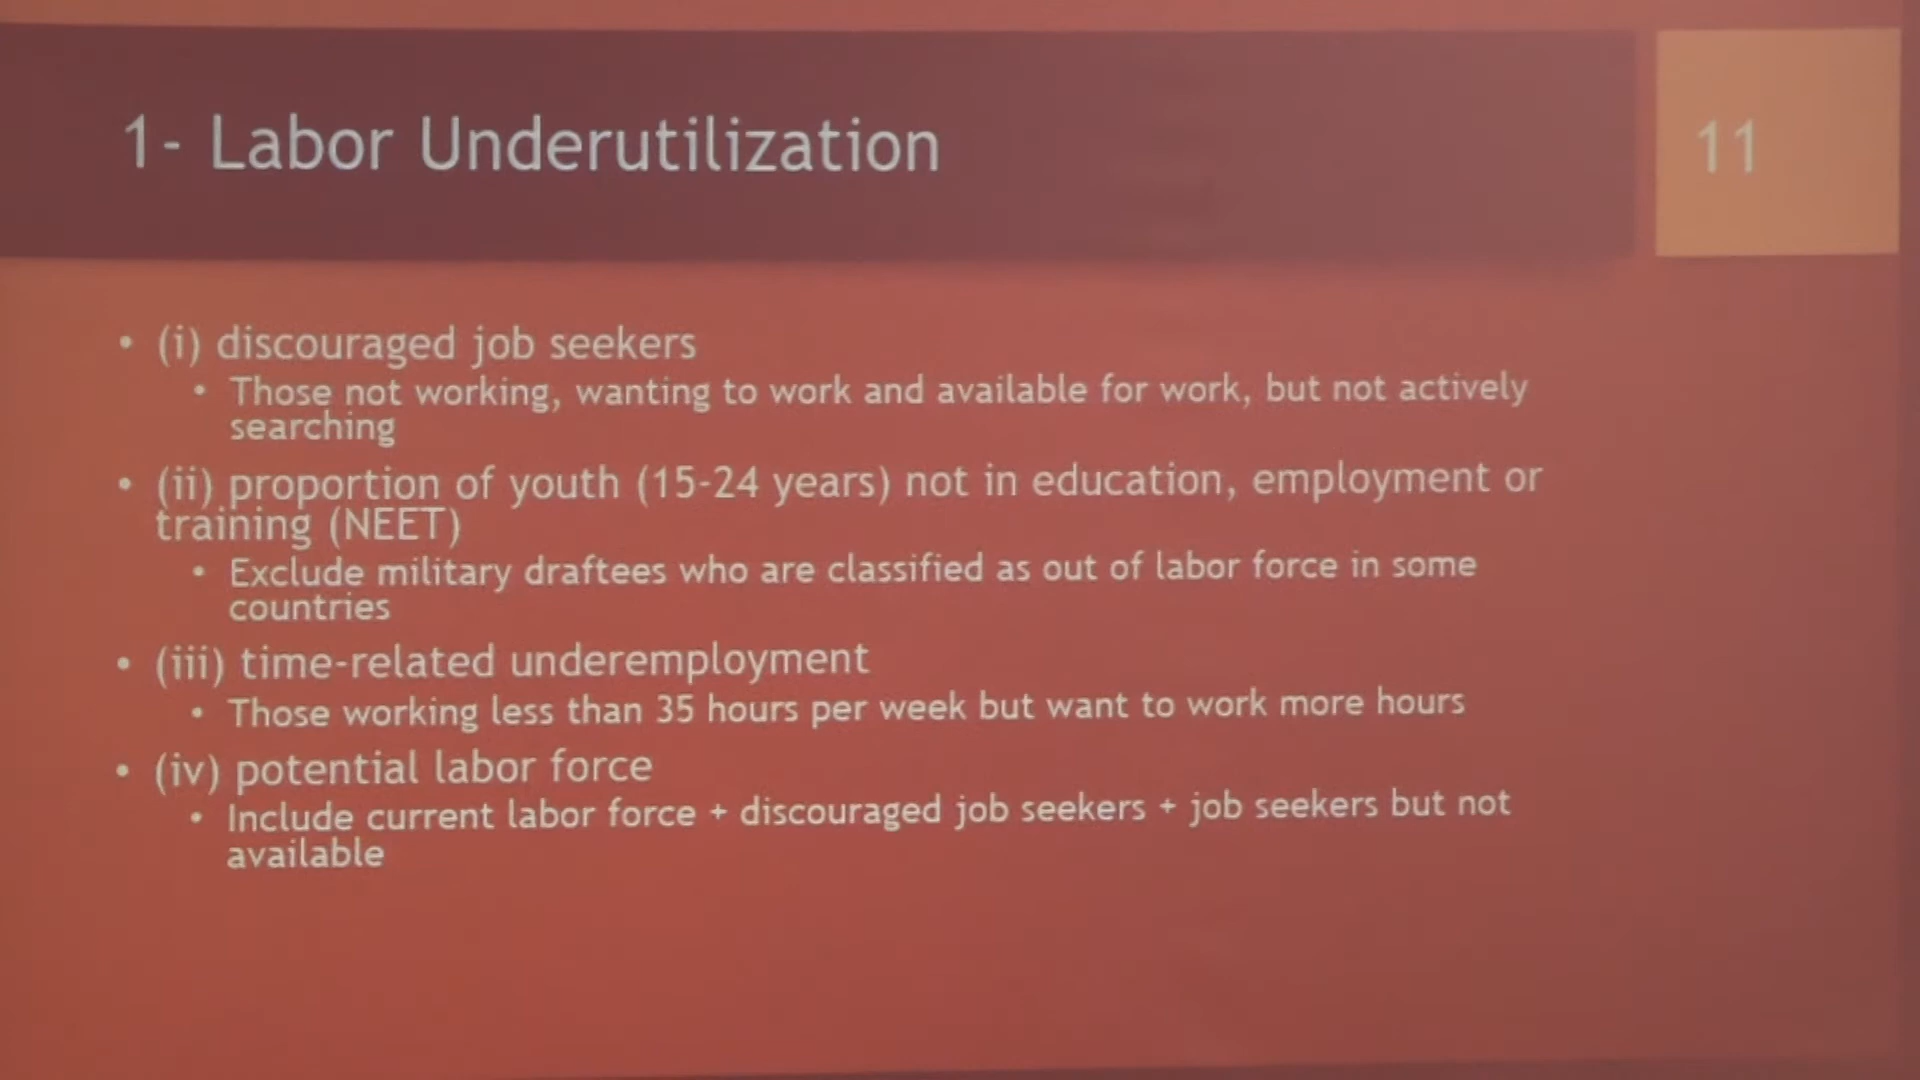 1- Labor Underutilization
11
• (i) discouraged job seekers
• Those not working, wanting to work and available for work, but not actively
searching
• (ii) proportion of youth (15-24 years) not in education, employment or
training (NEET)
• Exclude military draftees who are classified as out of labor force in some
countries
• (iii) time-related underemployment
• Those working less than 35 hours per week but want to work more hours
• (iv) potential labor force
• Include current labor force + discouraged job seekers + job seekers but not
available